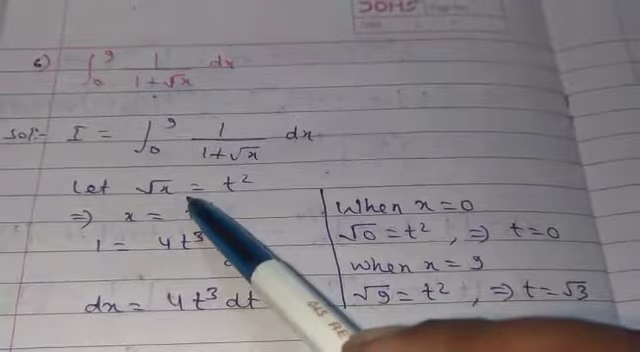 6) ∫₀⁹ 1/(1+√x) dx
Sol:- I = ∫₀⁹ 1/(1+√x) dx
Let √x = t²
⇒ x =
1 = 4t³
dx = 4t³ dt
When x=0
√0 = t² , ⇒ t=0
When x = 9
√9 = t² , ⇒ t=√3